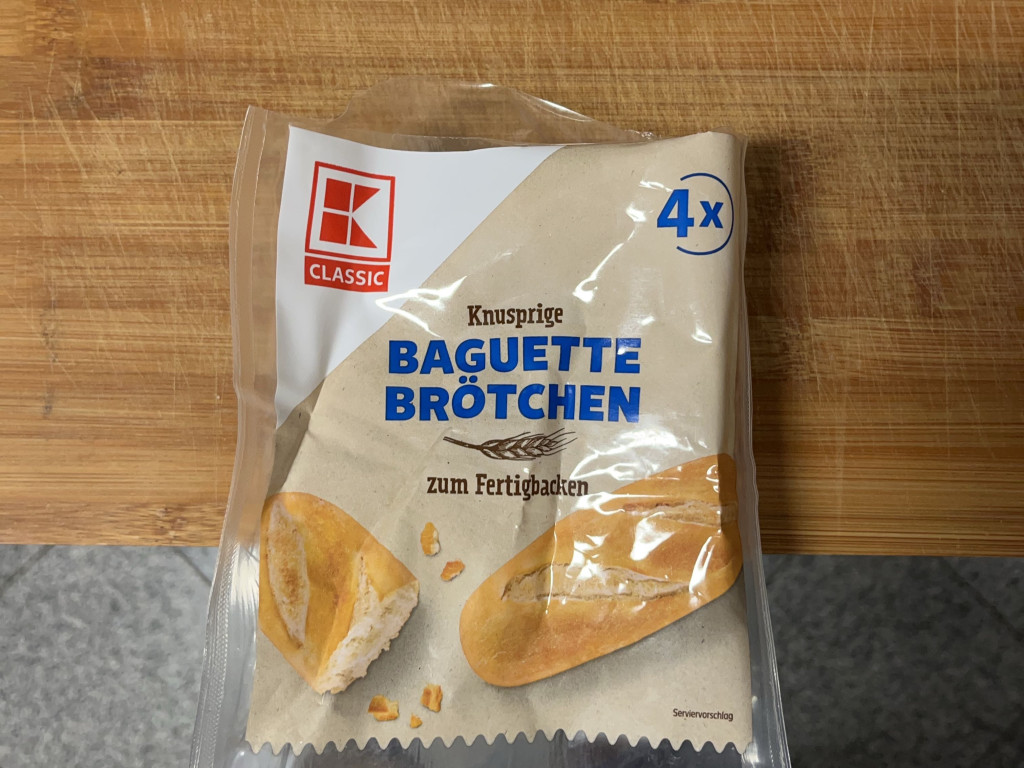 K
CLASSIC
4x
Knusprige
BAGUETTE
BRÖTCHEN
zum Fertigbacken
Serviervorschlag